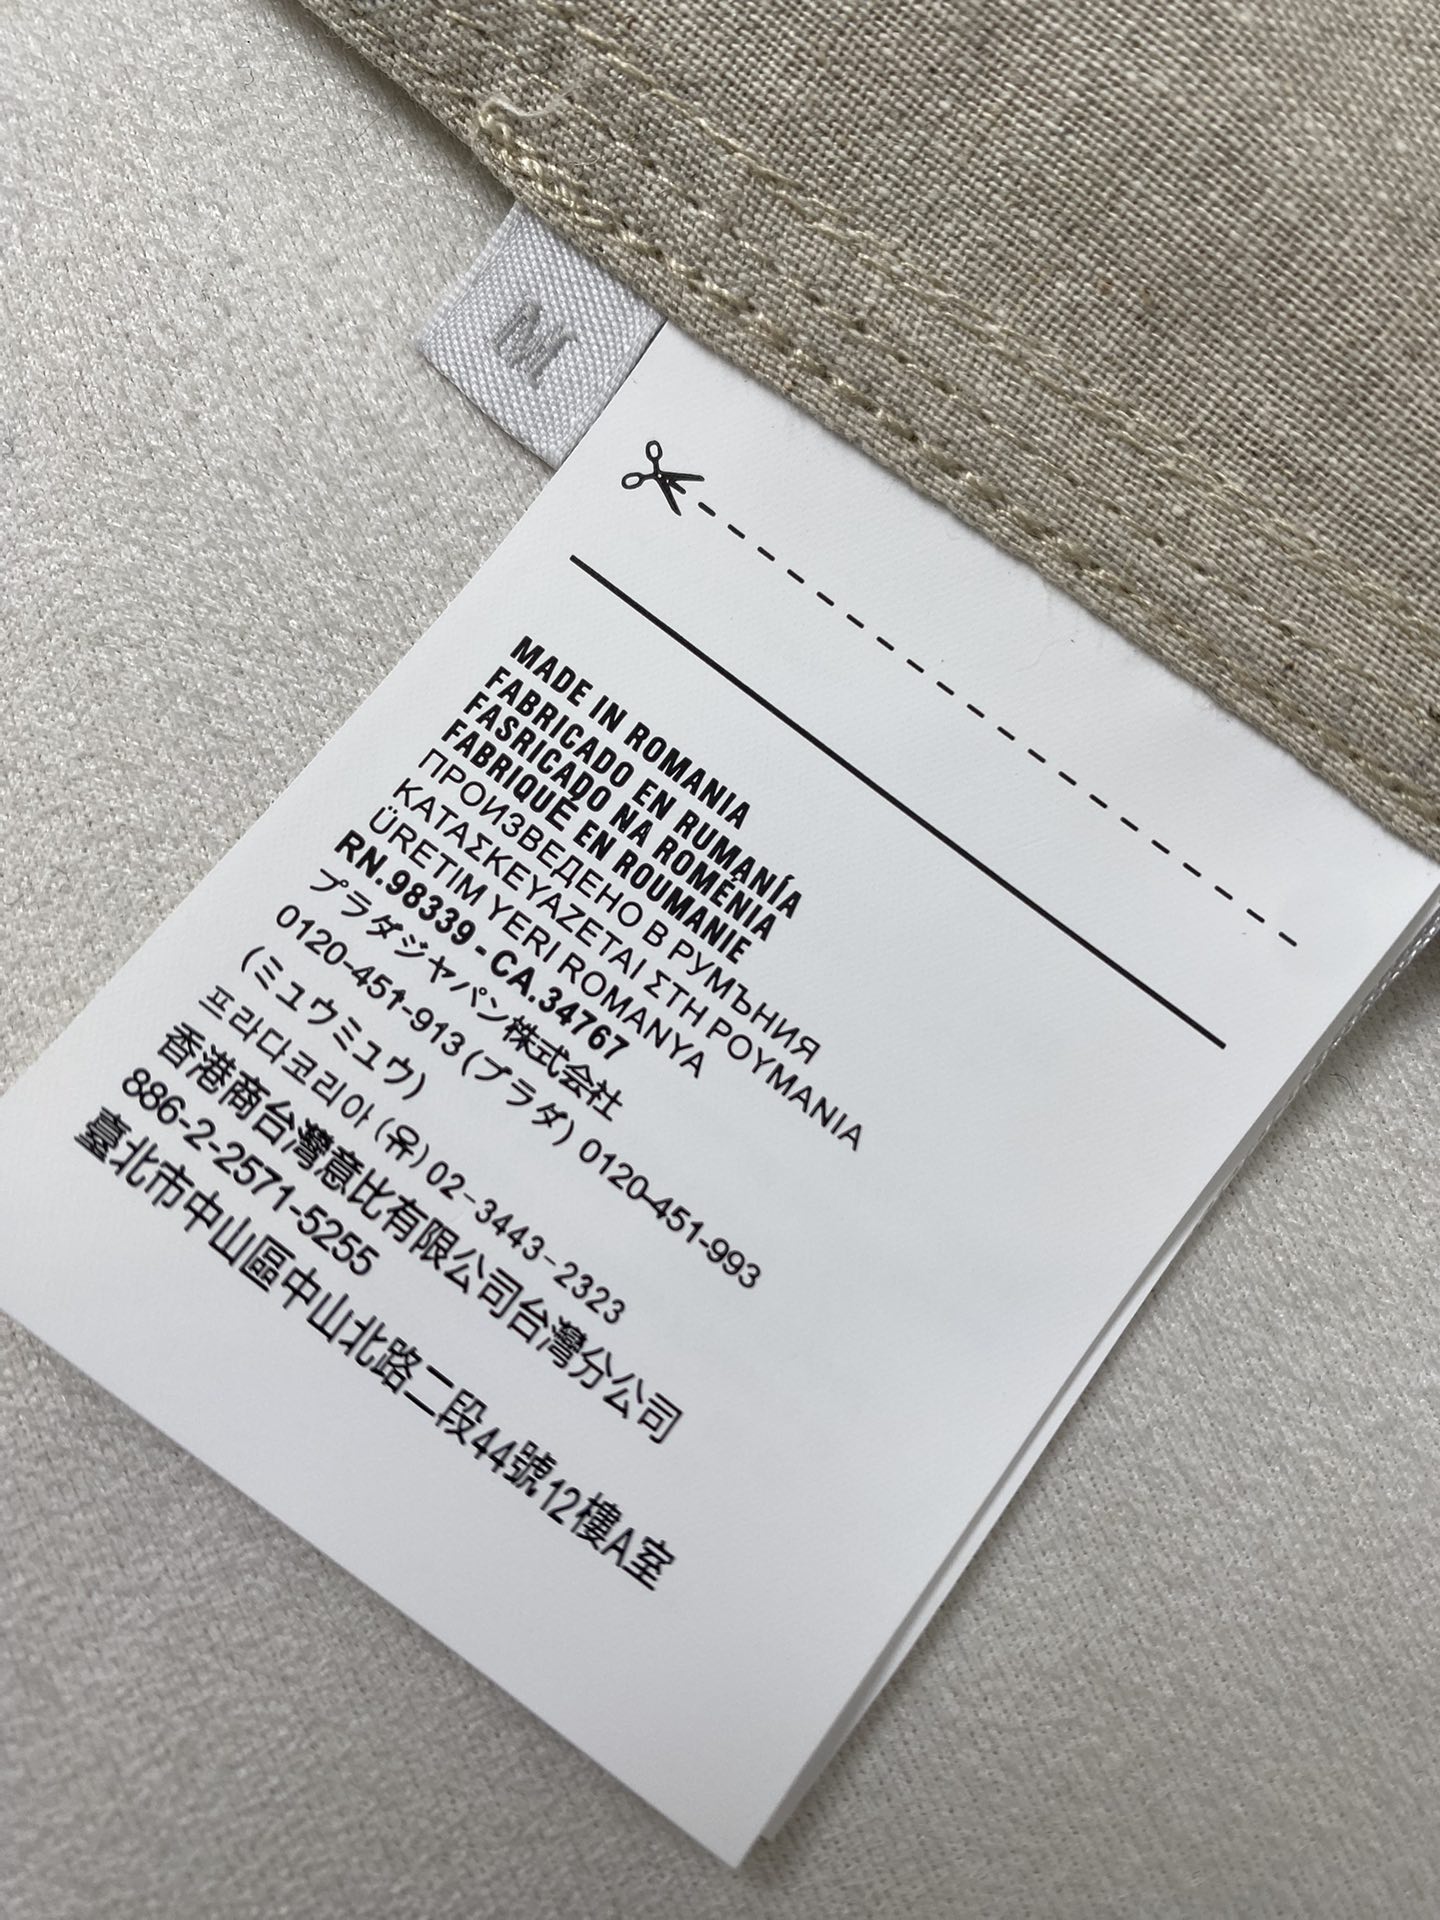 M
MADE IN ROMANIA
FABRICADO EN RUMANÍA
FASRICADO NA ROMÉNIA
FABRIQUÉ EN ROUMANIE
ПРОИЗВЕДЕНО В РУМЪНИЯ
ΚΑΤΑΣΚΕΥΑΖΕΤΑΙ ΣΤΗ ΡΟΥΜΑΝΙΑ
ÜRETIM YERI ROMANYA
RN.98339 - CA.34767
プラダジャパン株式会社
0120-451-913 (プラダ) 0120-451-993
(ミユウミユウ)
프라다코리아 (유) 02-3443-2323
香港商台灣意比有限公司台灣分公司
886-2-2571-5255
臺北市中山區中山北路二段44號12樓A室